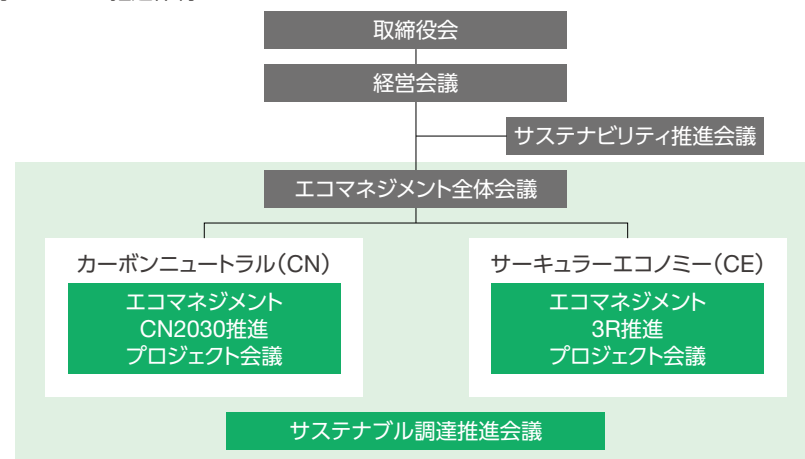 取締役会
経営会議
サステナビリティ推進会議
エコマネジメント全体会議
カーボンニュートラル（CN）
エコマネジメント
CN2030推進
プロジェクト会議
サーキュラーエコノミー（CE）
エコマネジメント
3R推進
プロジェクト会議
サステナブル調達推進会議